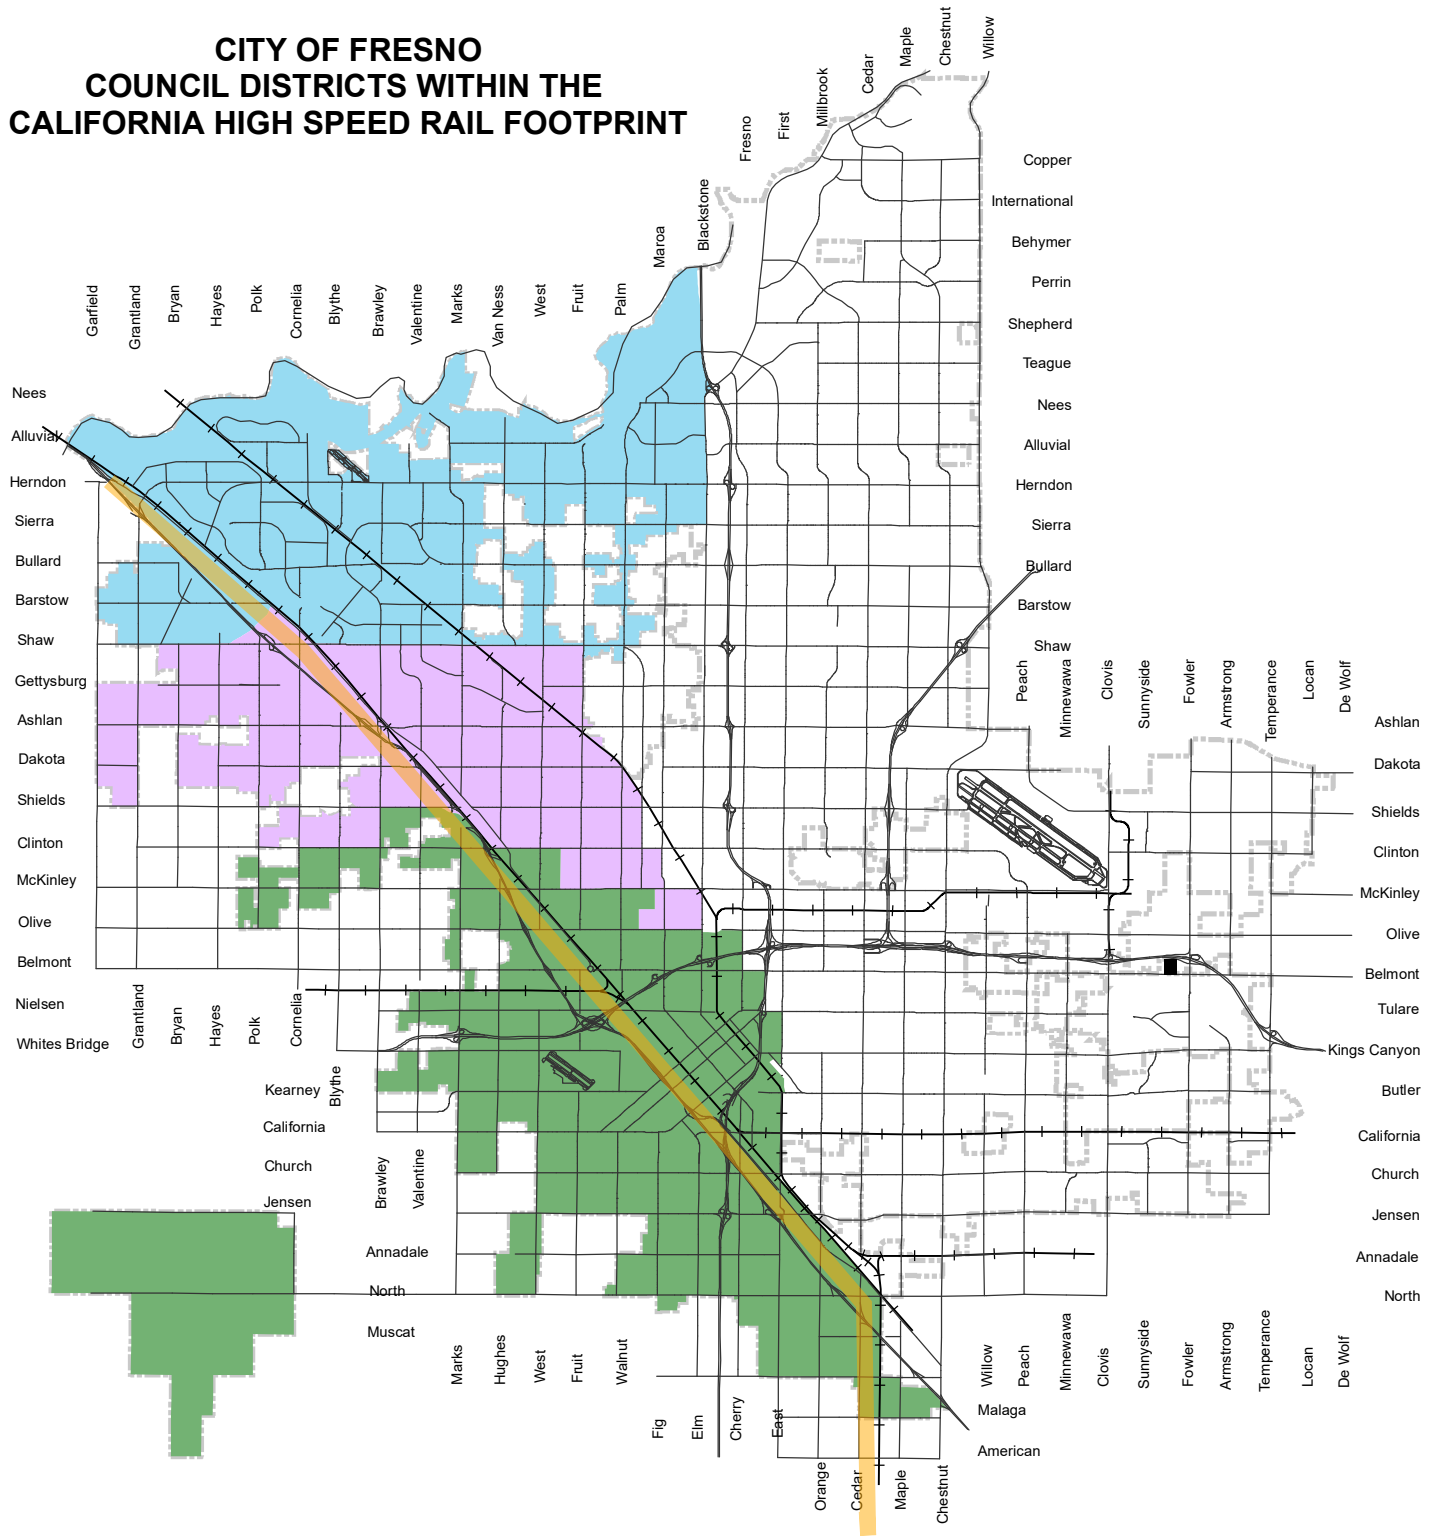 CITY OF FRESNO
COUNCIL DISTRICTS WITHIN THE
CALIFORNIA HIGH SPEED RAIL FOOTPRINT
Blackstone
Fresno
First
Millbrook
Cedar
Maple
Chestnut
Willow
Garfield
Grantland
Bryan
Hayes
Polk
Cornelia
Blythe
Brawley
Valentine
Marks
Van Ness
West
Fruit
Palm
Maroa
Copper
International
Behymer
Perrin
Shepherd
Teague
Nees
Alluvial
Herndon
Sierra
Bullard
Barstow
Shaw
Nees
Alluvial
Herndon
Sierra
Bullard
Barstow
Shaw
Gettysburg
Ashlan
Dakota
Shields
Clinton
McKinley
Olive
Belmont
Nielsen
Whites Bridge
Peach
Minnewawa
Clovis
Sunnyside
Fowler
Armstrong
Temperance
Locan
De Wolf
Ashlan
Dakota
Shields
Clinton
McKinley
Olive
Belmont
Tulare
Kings Canyon
Butler
California
Church
Jensen
Annadale
North
Grantland
Bryan
Hayes
Polk
Cornelia
Blythe
Kearney
California
Church
Jensen
Brawley
Valentine
Annadale
North
Muscat
Marks
Hughes
West
Fruit
Walnut
Fig
Elm
Cherry
East
Orange
Cedar
Maple
Chestnut
Willow
Peach
Minnewawa
Clovis
Sunnyside
Fowler
Armstrong
Temperance
Locan
De Wolf
Malaga
American